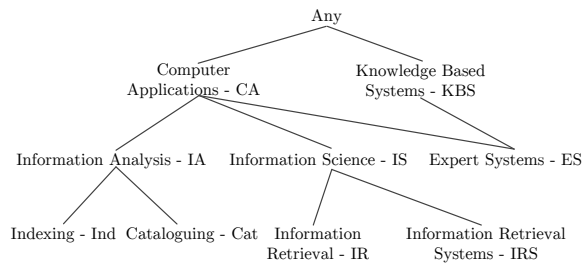 Any
Computer
Applications - CA
Knowledge Based
Systems - KBS
Information Analysis - IA
Information Science - IS
Expert Systems - ES
Indexing - Ind
Cataloguing - Cat
Information
Retrieval - IR
Information Retrieval
Systems - IRS